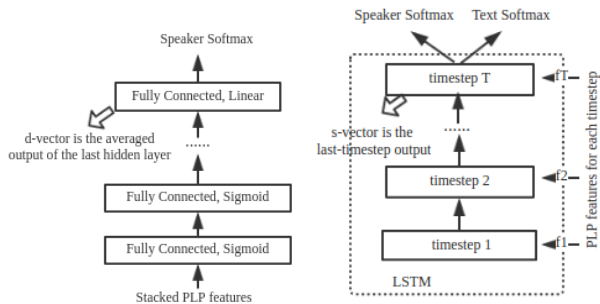 Speaker Softmax
Fully Connected, Linear
d-vector is the averaged
output of the last hidden layer
......
Fully Connected, Sigmoid
Fully Connected, Sigmoid
Stacked PLP features
Speaker Softmax Text Softmax
timestep T
fT
s-vector is the
last-timestep output
......
timestep 2
f2
timestep 1
f1
LSTM
PLP features for each timestep